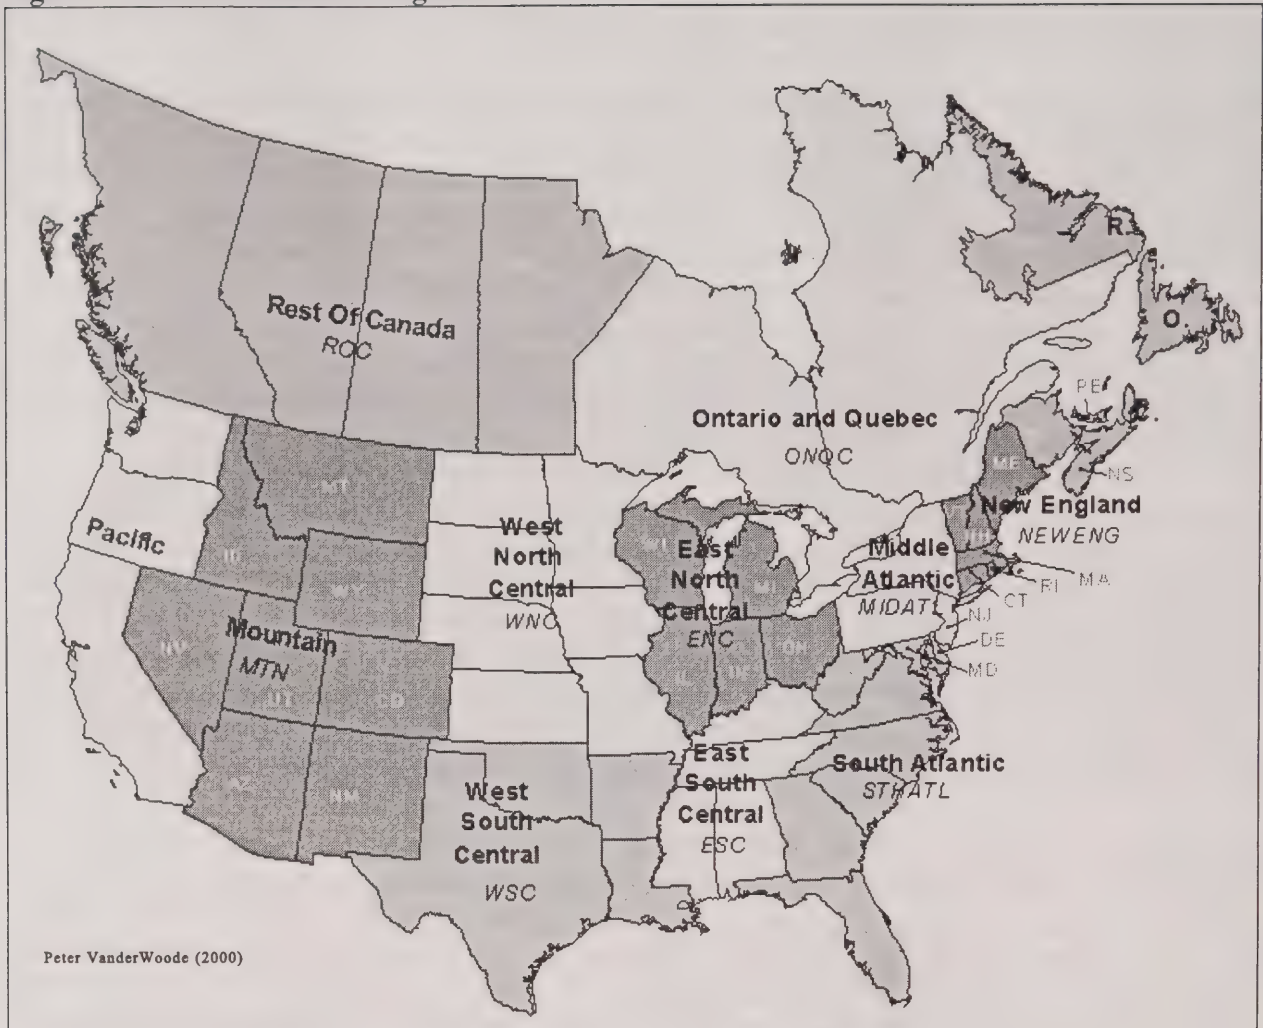 R.
Rest Of Canada
ROC
O.
PE
Ontario and Quebec
ONQC
NS
ME
MT
New England
NEWENG
West
North
Central
WNC
Pacific
ID
WY
WI
MI
East
North
Central
ENC
Middle
Atlantic
MIDATL
NH
MA
RI
CT
NJ
DE
MD
NV
Mountain
MTN
UT
CO
IL
IN
OH
AZ
NM
West
South
Central
WSC
East
South
Central
ESC
South Atlantic
STHATL
Peter VanderWoode (2000)